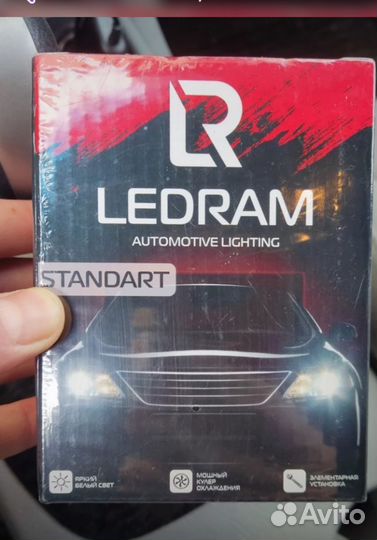 LR
LEDRAM
AUTOMOTIVE LIGHTING
STANDART
ЯРКИЙ
БЕЛЫЙ СВЕТ
МОЩНЫЙ
КУЛЕР
ОХЛАЖДЕНИЯ
ЭЛЕМЕНТАРНАЯ
УСТАНОВКА
Avito